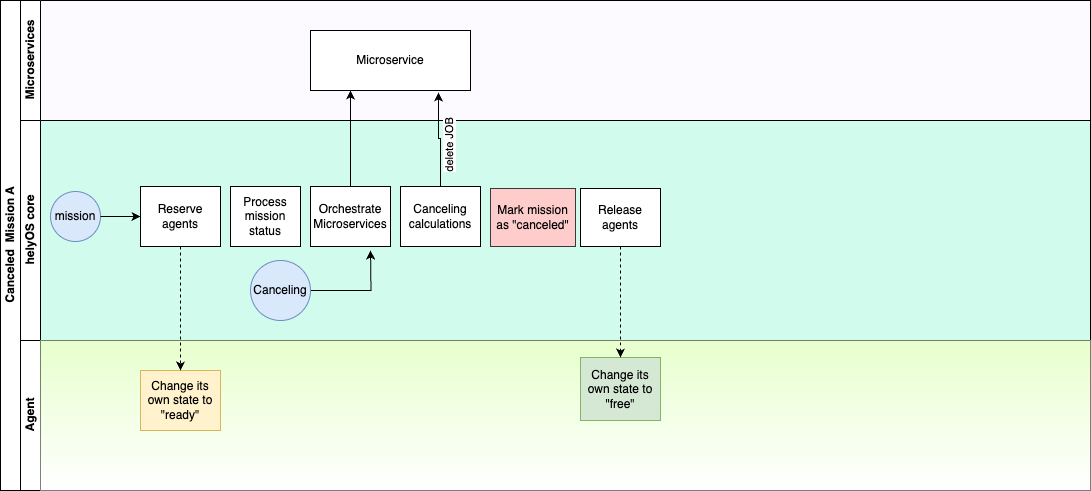 Canceled  Mission A
Microservices
Microservice
delete JOB
helyOS core
mission
Reserve
agents
Process
mission
status
Orchestrate
Microservices
Canceling
calculations
Mark mission
as "canceled"
Release
agents
Canceling
Agent
Change its
own state to
"ready"
Change its
own state to
"free"